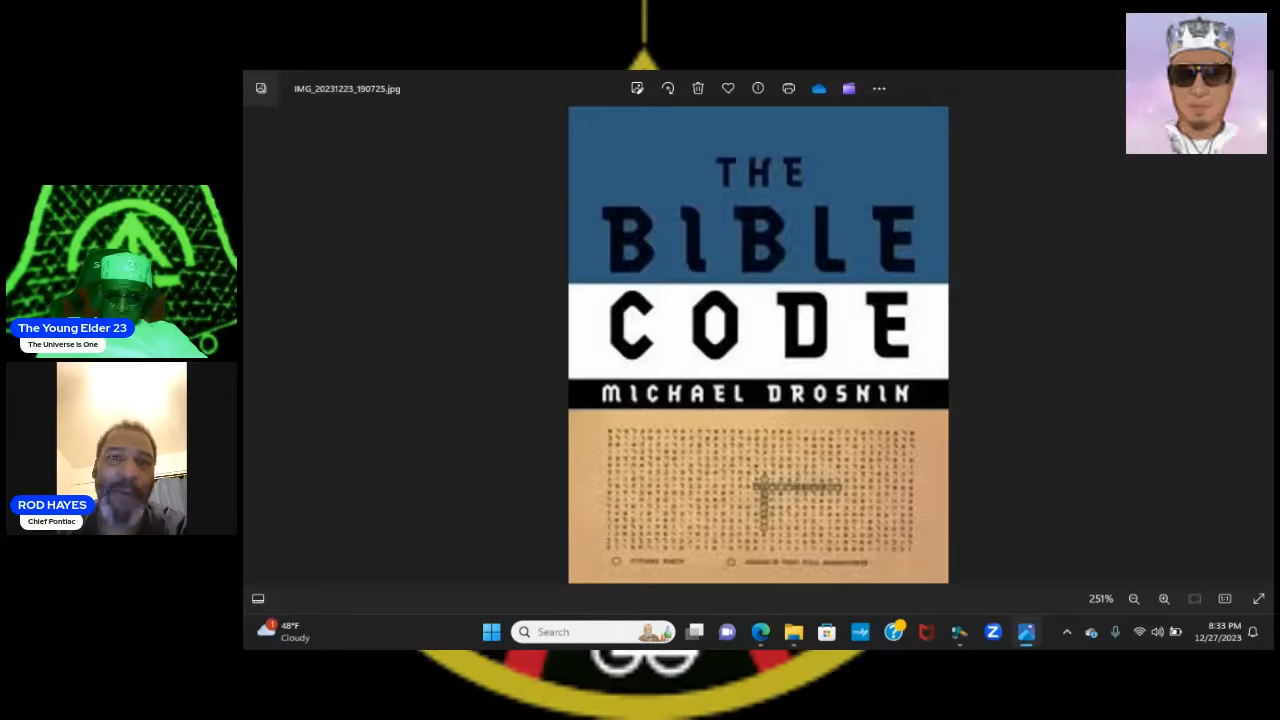 IMG_20231223_190725.jpg
THE
BIBLE
CODE
MICHAEL DROSNIN
The Young Elder 23
The Universe is One
ROD HAYES
Chief Pontiac
251%
48°F
Cloudy
Search
8:33 PM
12/27/2023